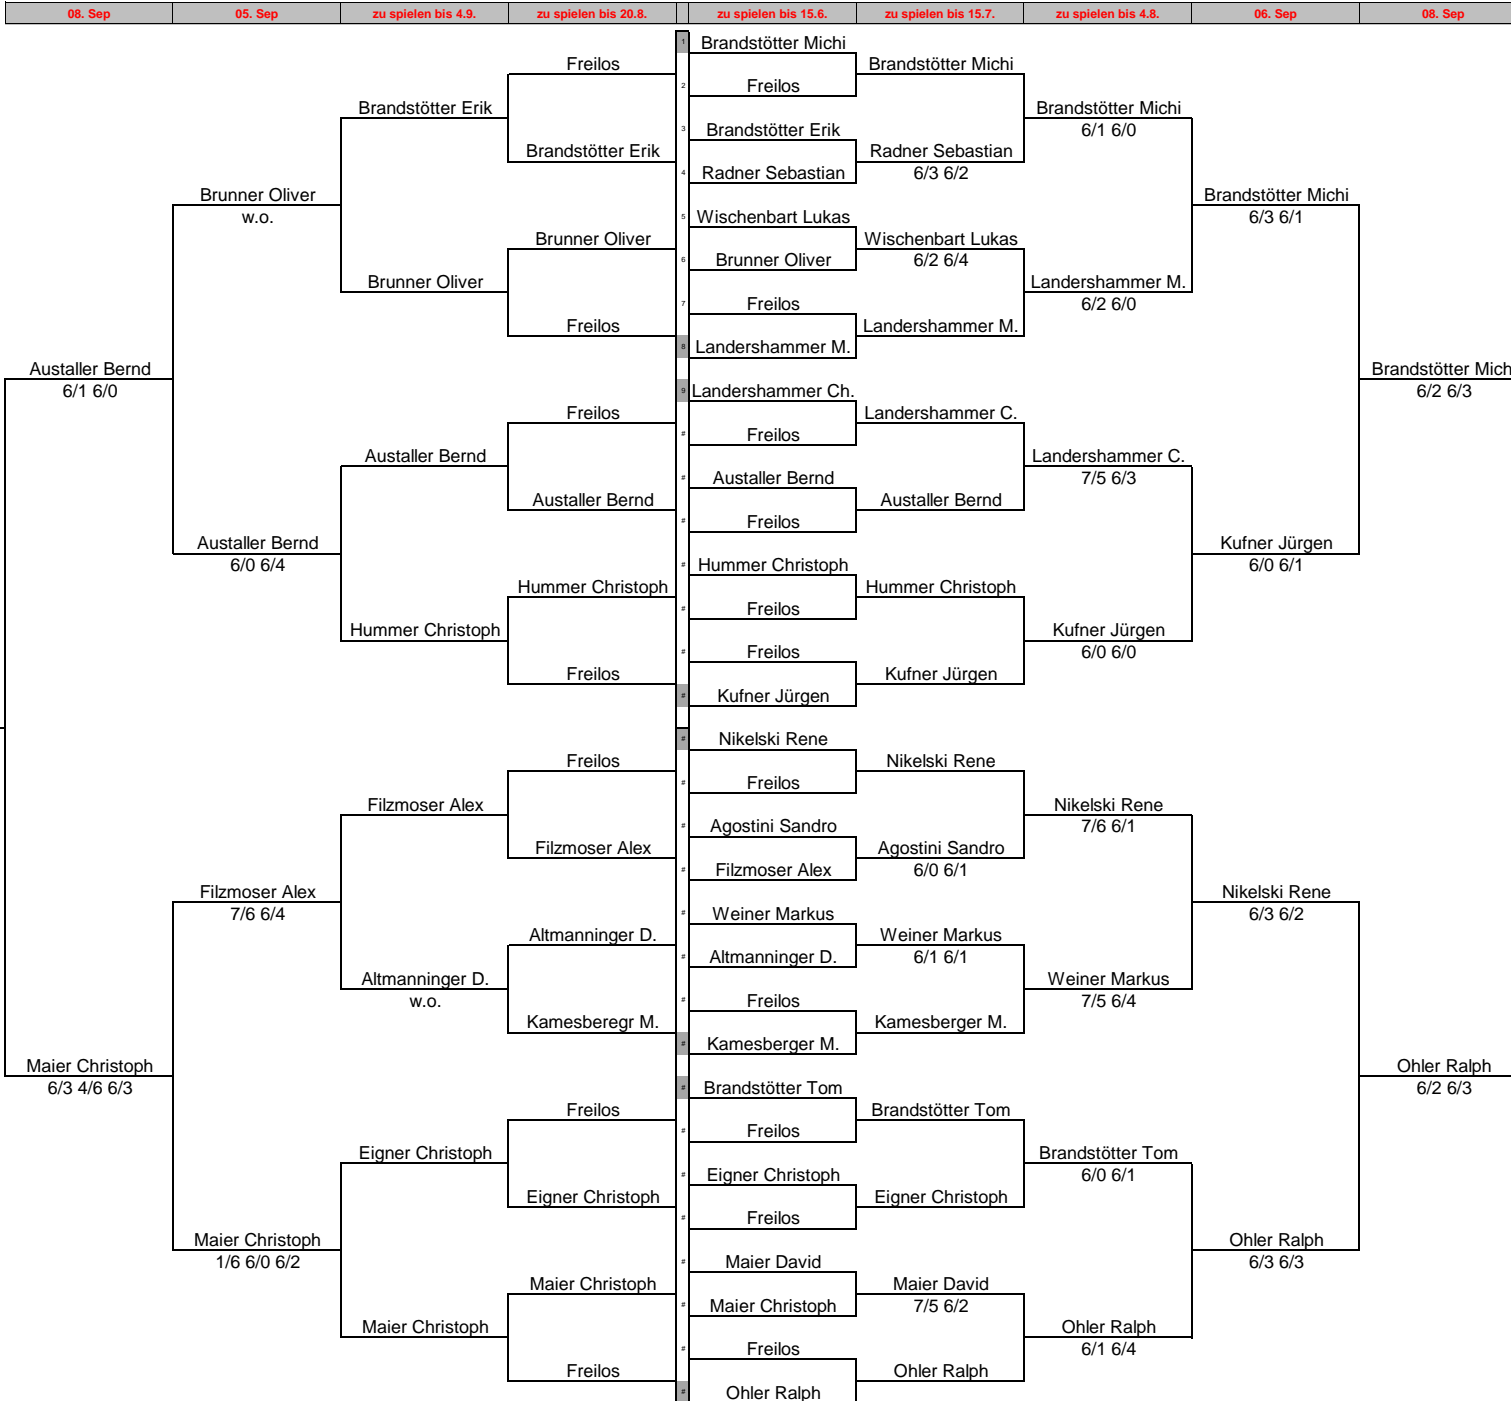 08. Sep 05. Sep zu spielen bis 4.9. zu spielen bis 20.8. zu spielen bis 15.6. zu spielen bis 15.7. zu spielen bis 4.8. 06. Sep 08. Sep
1 Brandstötter Michi
Freilos Brandstötter Michi
2 Freilos
Brandstötter Erik Brandstötter Michi
3 Brandstötter Erik 6/1 6/0
Brandstötter Erik Radner Sebastian
4 Radner Sebastian 6/3 6/2
Brunner Oliver Brandstötter Michi
w.o. 5 Wischenbart Lukas 6/3 6/1
Brunner Oliver Wischenbart Lukas
6 Brunner Oliver 6/2 6/4
Brunner Oliver Landershammer M.
7 Freilos 6/2 6/0
Freilos Landershammer M.
8 Landershammer M.
Austaller Bernd Brandstötter Mich
6/1 6/0 9 Landershammer Ch. 6/2 6/3
Freilos Landershammer C.
# Freilos
Austaller Bernd Landershammer C.
# Austaller Bernd 7/5 6/3
Austaller Bernd Austaller Bernd
# Freilos
Austaller Bernd Kufner Jürgen
6/0 6/4 # Hummer Christoph 6/0 6/1
Hummer Christoph Hummer Christoph
# Freilos
Hummer Christoph Kufner Jürgen
# Freilos 6/0 6/0
Freilos Kufner Jürgen
# Kufner Jürgen
# Nikelski Rene
Freilos Nikelski Rene
# Freilos
Filzmoser Alex Nikelski Rene
# Agostini Sandro 7/6 6/1
Filzmoser Alex Agostini Sandro
# Filzmoser Alex 6/0 6/1
Filzmoser Alex Nikelski Rene
7/6 6/4 # Weiner Markus 6/3 6/2
Altmanninger D. Weiner Markus
# Altmanninger D. 6/1 6/1
Altmanninger D. Weiner Markus
w.o. # Freilos 7/5 6/4
Kamesberegr M. Kamesberger M.
# Kamesberger M.
Maier Christoph Ohler Ralph
6/3 4/6 6/3 # Brandstötter Tom 6/2 6/3
Freilos Brandstötter Tom
# Freilos
Eigner Christoph Brandstötter Tom
# Eigner Christoph 6/0 6/1
Eigner Christoph Eigner Christoph
# Freilos
Maier Christoph Ohler Ralph
1/6 6/0 6/2 # Maier David 6/3 6/3
Maier Christoph Maier David
# Maier Christoph 7/5 6/2
Maier Christoph Ohler Ralph
# Freilos 6/1 6/4
Freilos Ohler Ralph
# Ohler Ralph